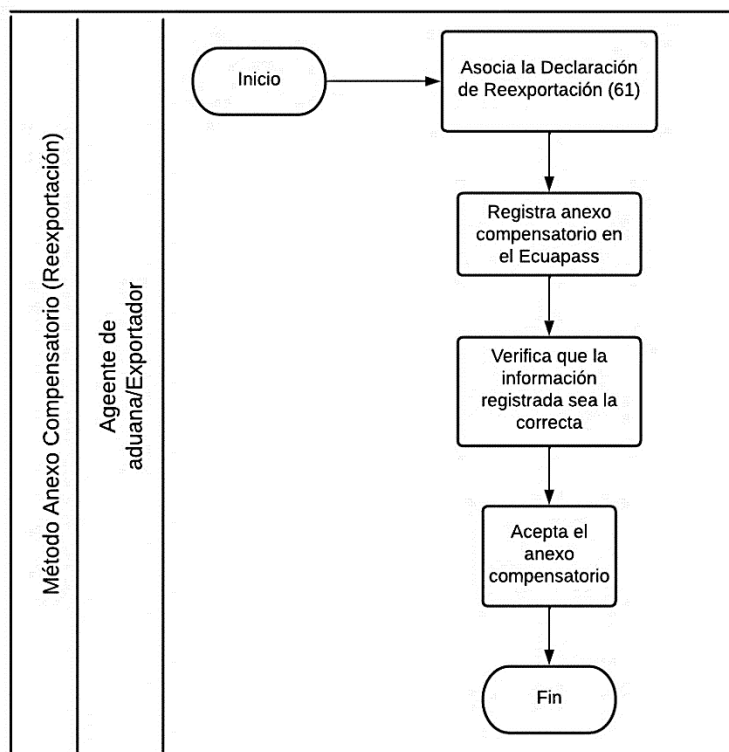 Método Anexo Compensatorio (Reexportación)
Ageente de
aduana/Exportador
Inicio
Asocia la Declaración
de Reexportación (61)
Registra anexo
compensatorio en
el Ecuapass
Verifica que la
información
registrada sea la
correcta
Acepta el
anexo
compensatorio
Fin